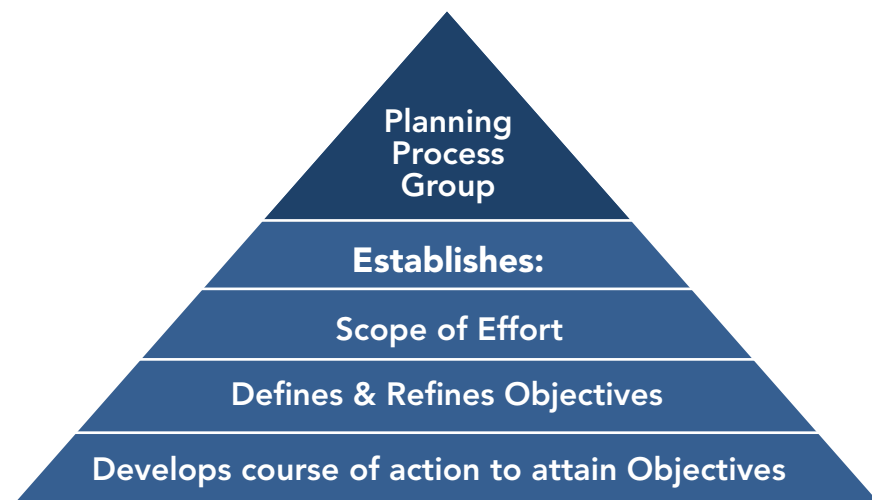 Planning
Process
Group
Establishes:
Scope of Effort
Defines & Refines Objectives
Develops course of action to attain Objectives